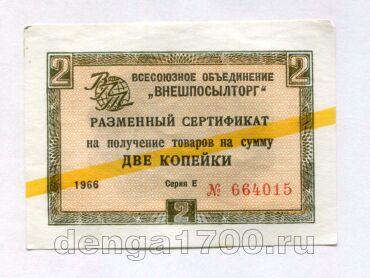 2 2
ВПТ
ВСЕСОЮЗНОЕ ОБЪЕДИНЕНИЕ
„ВНЕШПОСЫЛТОРГ"
РАЗМЕННЫЙ СЕРТИФИКАТ
на получение товаров на сумму
ДВЕ КОПЕЙКИ
1966 Серия Е № 664015
2
denga1700.ru